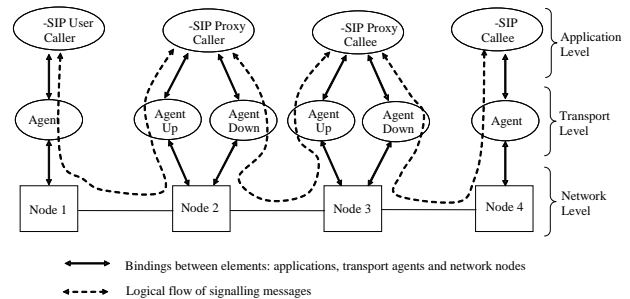 -SIP User
Caller
-SIP Proxy
Caller
-SIP Proxy
Callee
-SIP
Callee
Application
Level
Agent
Agent
Up
Agent
Down
Agent
Up
Agent
Down
Agent
Transport
Level
Node 1
Node 2
Node 3
Node 4
Network
Level
Bindings between elements: applications, transport agents and network nodes
Logical flow of signalling messages